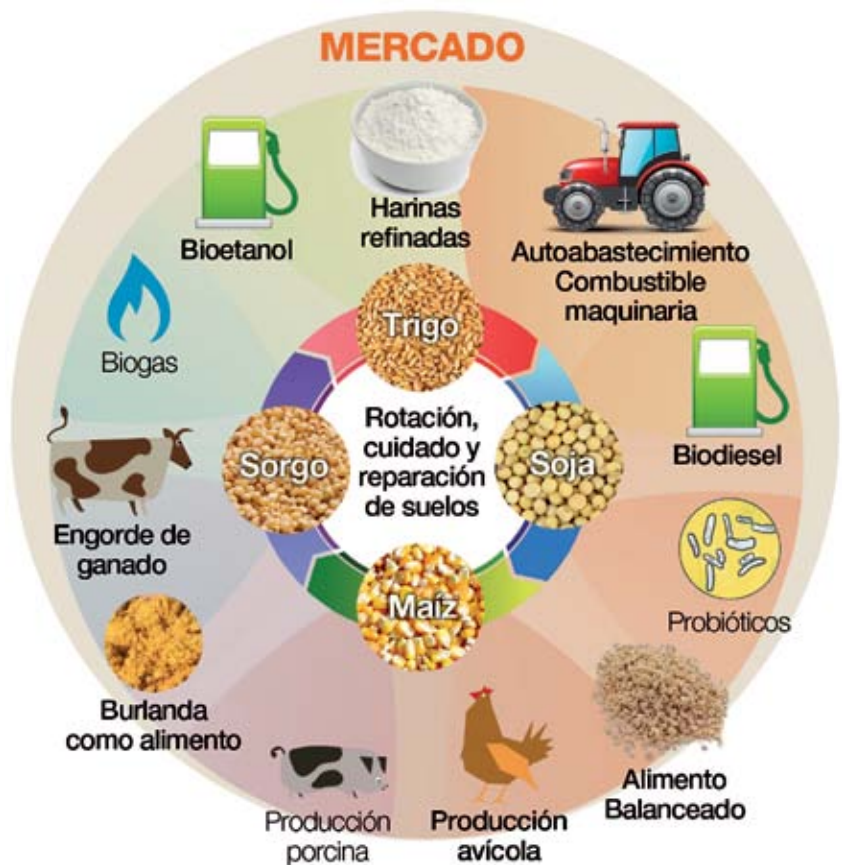 MERCADO
Harinas
refinadas
Autoabastecimiento
Combustible
maquinaria
Biodiesel
Probióticos
Alimento
Balanceado
Producción
avícola
Producción
porcina
Burlanda
como alimento
Engorde de
ganado
Biogas
Bioetanol
Trigo
Soja
Maíz
Sorgo
Rotación,
cuidado y
reparación
de suelos